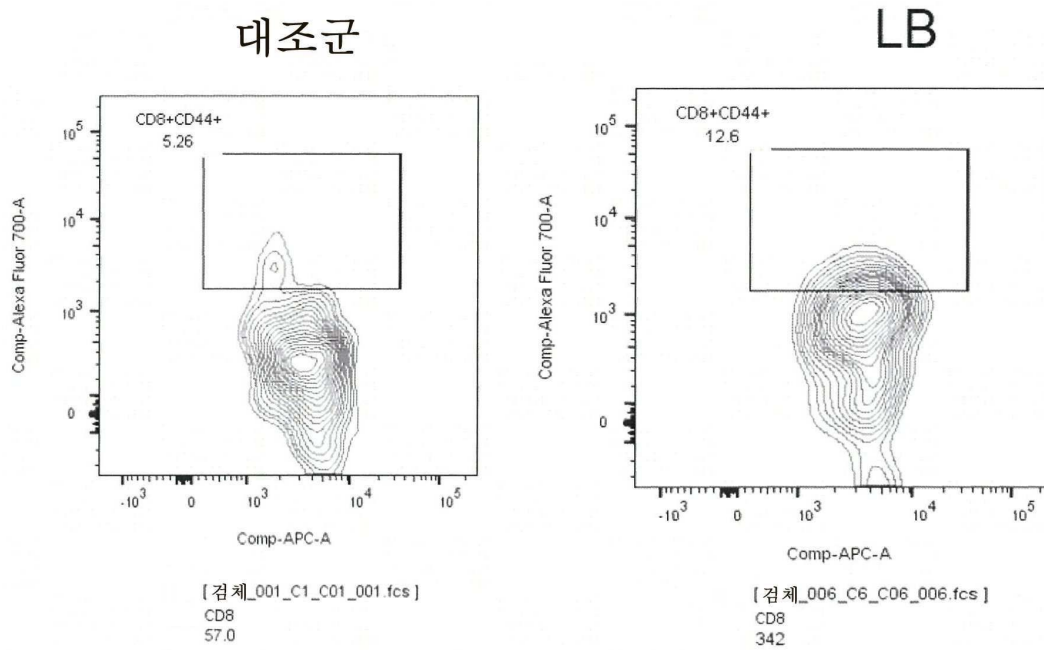 대조군
CD8+CD44+
5.26
10^5
10^4
10^3
0
Comp-Alexa Fluor 700-A
-10^3
0
10^3
10^4
10^5
Comp-APC-A
[ 검체_001_C1_C01_001.fcs ]
CD8
57.0
LB
CD8+CD44+
12.6
10^5
10^4
10^3
0
Comp-Alexa Fluor 700-A
-10^3
0
10^3
10^4
10^5
Comp-APC-A
[ 검체_006_C6_C06_006.fcs ]
CD8
342